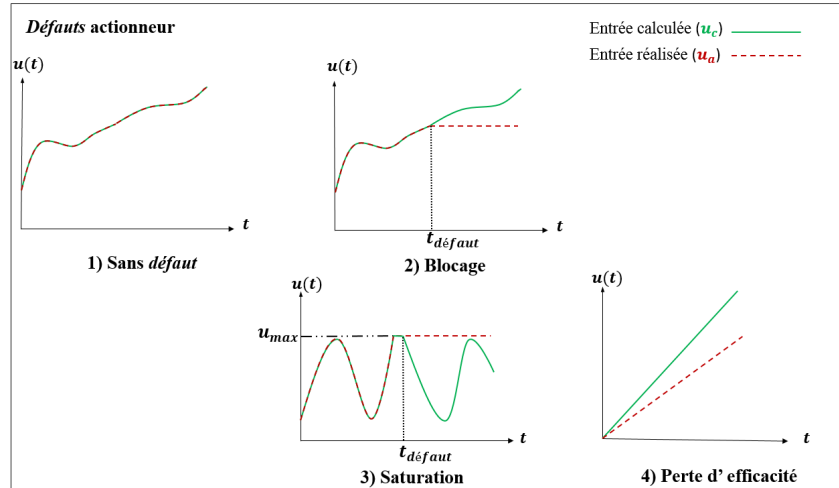 Défauts actionneur
Entrée calculée (u_c)
Entrée réalisée (u_a)
u(t)
t
1) Sans défaut
u(t)
t
t_défaut
2) Blocage
u(t)
u_max
t
t_défaut
3) Saturation
u(t)
t
4) Perte d’ efficacité